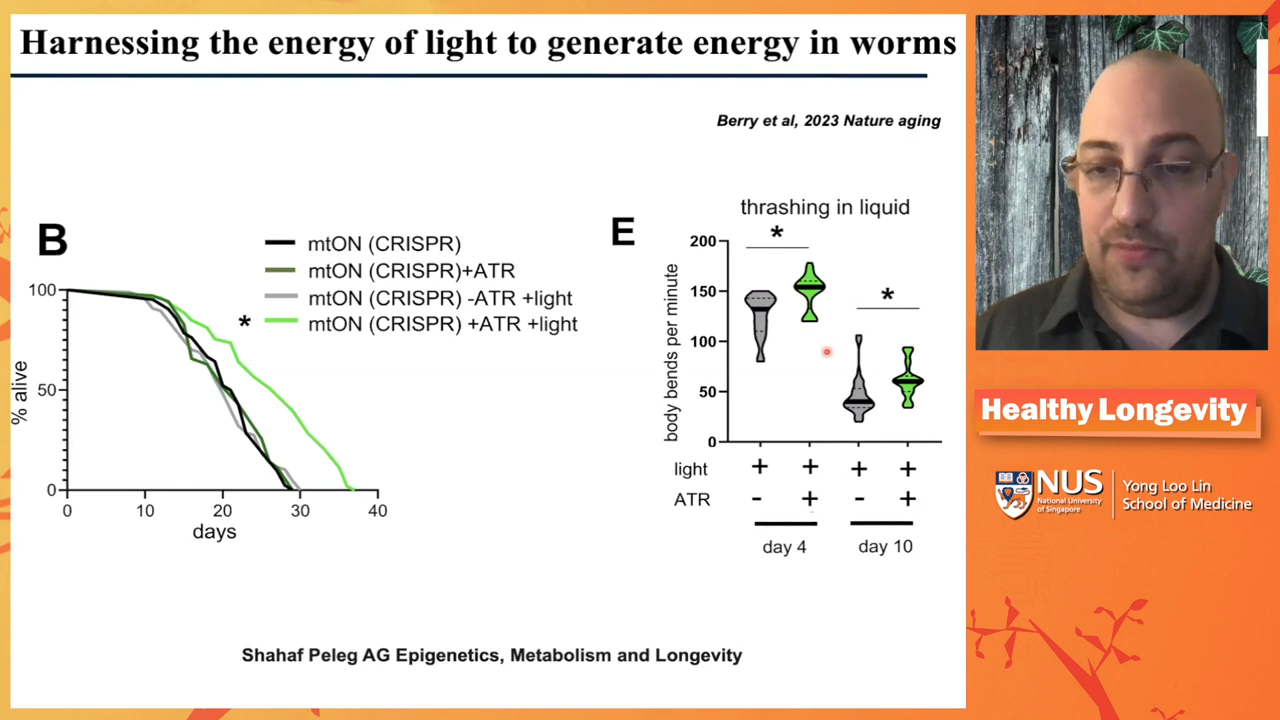 Harnessing the energy of light to generate energy in worms
Berry et al, 2023 Nature aging
B
mtON (CRISPR)
mtON (CRISPR)+ATR
mtON (CRISPR) -ATR +light
mtON (CRISPR) +ATR +light
*
100
50
0
% alive
0 10 20 30 40
days
E
thrashing in liquid
* *
200
150
100
50
0
body bends per minute
light + + + +
ATR - + - +
day 4 day 10
Shahaf Peleg AG Epigenetics, Metabolism and Longevity
Healthy Longevity
NUS
National University
of Singapore
Yong Loo Lin
School of Medicine